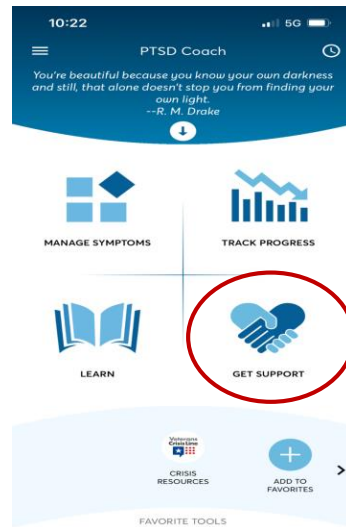 10:22
5G
PTSD Coach
You're beautiful because you know your own darkness
and still, that alone doesn't stop you from finding your
own light.
--R. M. Drake
MANAGE SYMPTOMS
TRACK PROGRESS
LEARN
GET SUPPORT
Veterans
Crisis Line
CRISIS
RESOURCES
ADD TO
FAVORITES
FAVORITE TOOLS